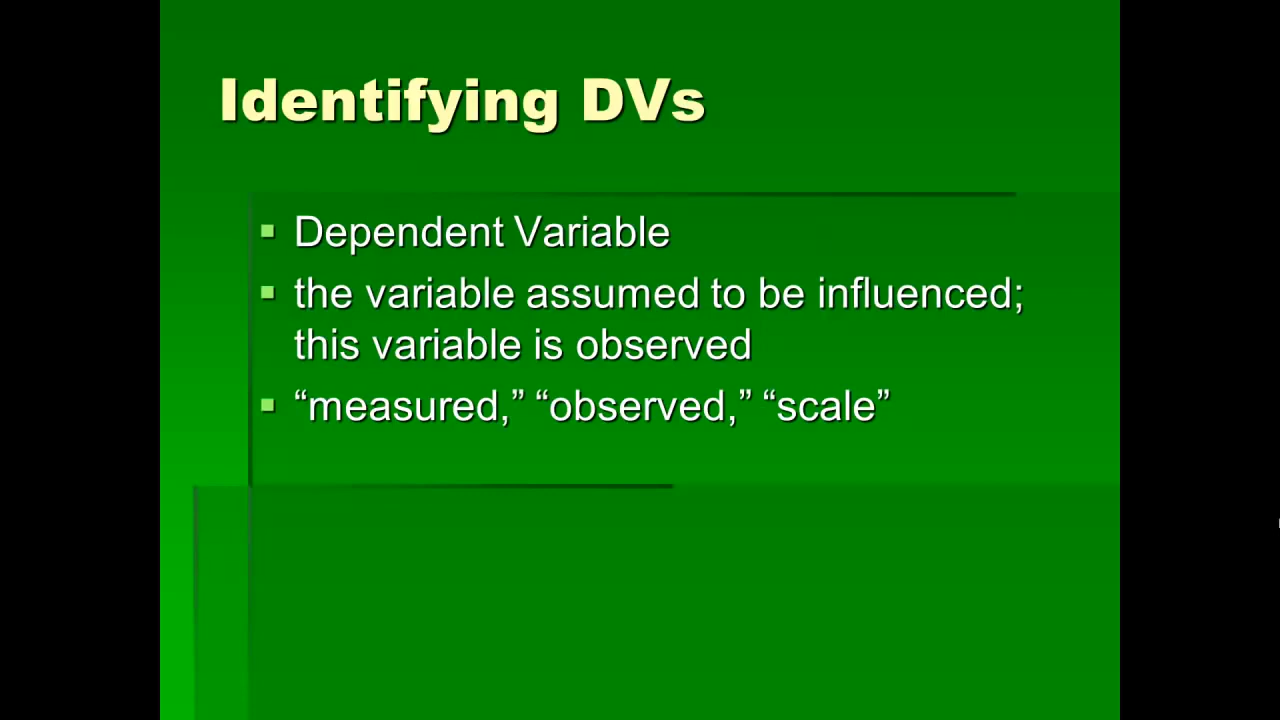 Identifying DVs
Dependent Variable
the variable assumed to be influenced;
this variable is observed
“measured,” “observed,” “scale”